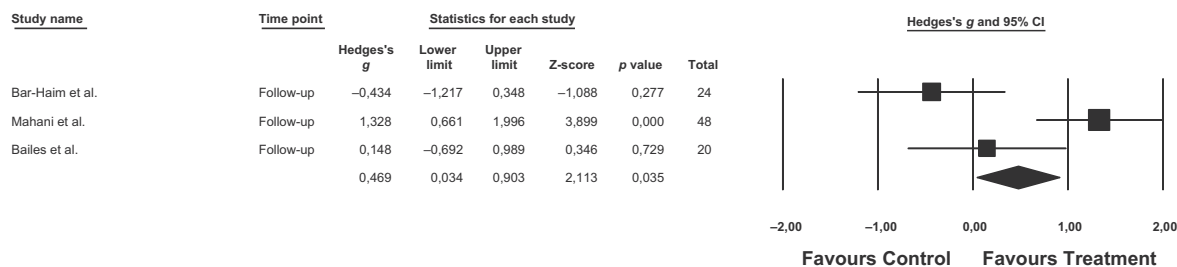 Study name Time point Statistics for each study Hedges's g and 95% CI
Hedges's g Lower limit Upper limit Z-score p value Total
Bar-Haim et al. Follow-up –0,434 –1,217 0,348 –1,088 0,277 24
Mahani et al. Follow-up 1,328 0,661 1,996 3,899 0,000 48
Bailes et al. Follow-up 0,148 –0,692 0,989 0,346 0,729 20
0,469 0,034 0,903 2,113 0,035
–2,00 –1,00 0,00 1,00 2,00
Favours Control Favours Treatment